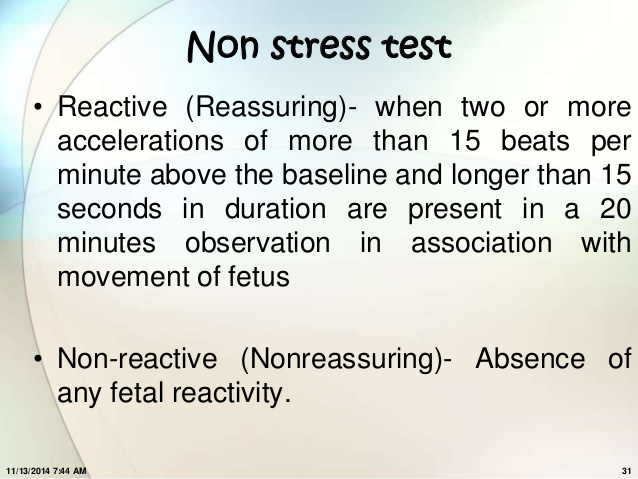 Non stress test
• Reactive (Reassuring)- when two or more
accelerations of more than 15 beats per
minute above the baseline and longer than 15
seconds in duration are present in a 20
minutes observation in association with
movement of fetus
• Non-reactive (Nonreassuring)- Absence of
any fetal reactivity.
11/13/2014 7:44 AM
31